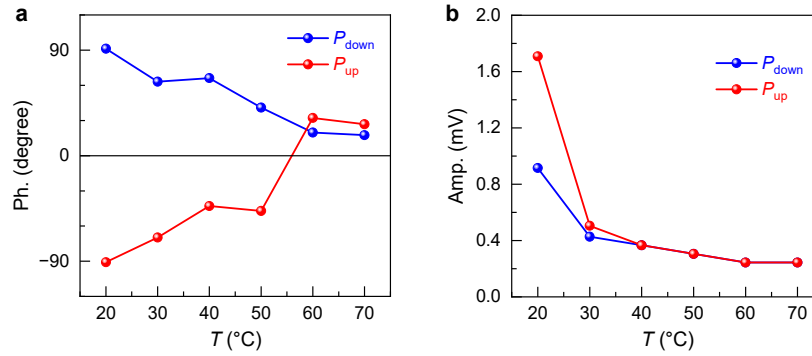 a
Ph. (degree)
90
0
−90
P down
P up
20 30 40 50 60 70
T (°C)
b
Amp. (mV)
2.0
1.6
1.2
0.8
0.4
0.0
P down
P up
20 30 40 50 60 70
T (°C)